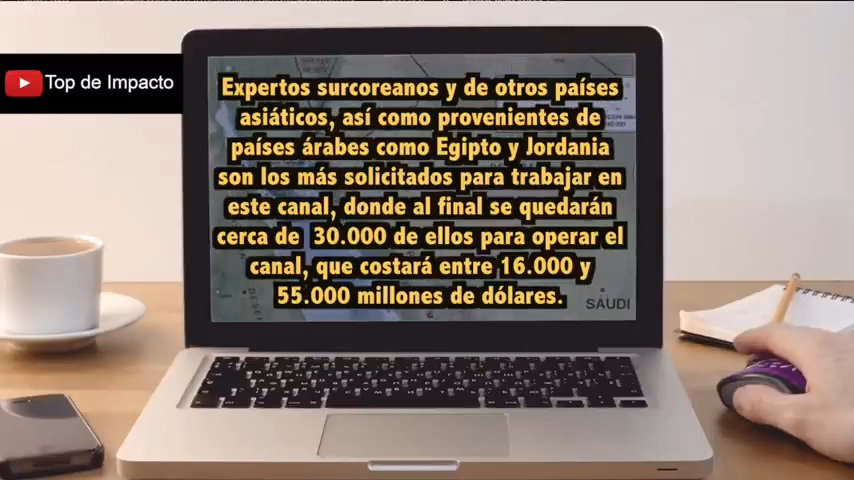 Top de Impacto
Expertos surcoreanos y de otros países
asiáticos, así como provenientes de
países árabes como Egipto y Jordania
son los más solicitados para trabajar en
este canal, donde al final se quedarán
cerca de 30.000 de ellos para operar el
canal, que costará entre 16.000 y
55.000 millones de dólares.
SAUDI